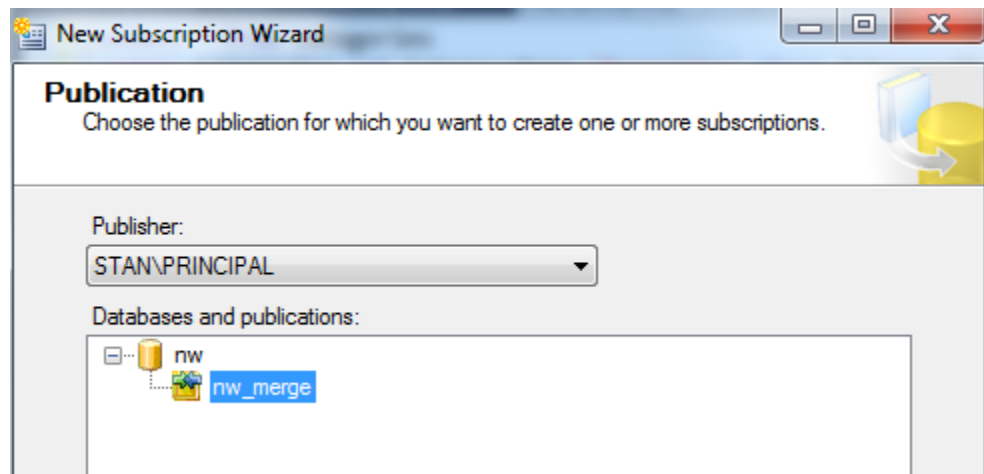 New Subscription Wizard
Publication
Choose the publication for which you want to create one or more subscriptions.
Publisher:
STAN\PRINCIPAL
Databases and publications:
nw
nw_merge